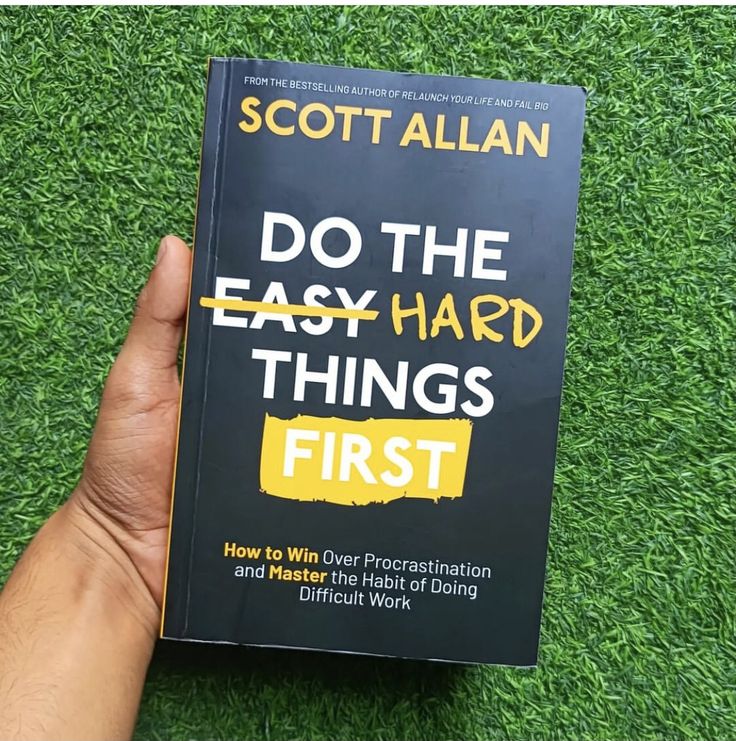 FROM THE BESTSELLING AUTHOR OF RELAUNCH YOUR LIFE AND FAIL BIG
SCOTT ALLAN
DO THE
EASY HARD
THINGS
FIRST
How to Win Over Procrastination
and Master the Habit of Doing
Difficult Work